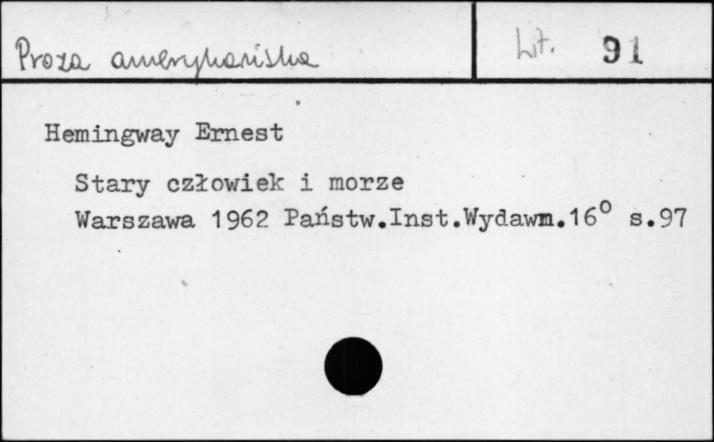 Proza amerykańska
Lit. 91
Hemingway Ernest
Stary człowiek i morze
Warszawa 1962 Państw.Inst.Wydawn.16° s.97